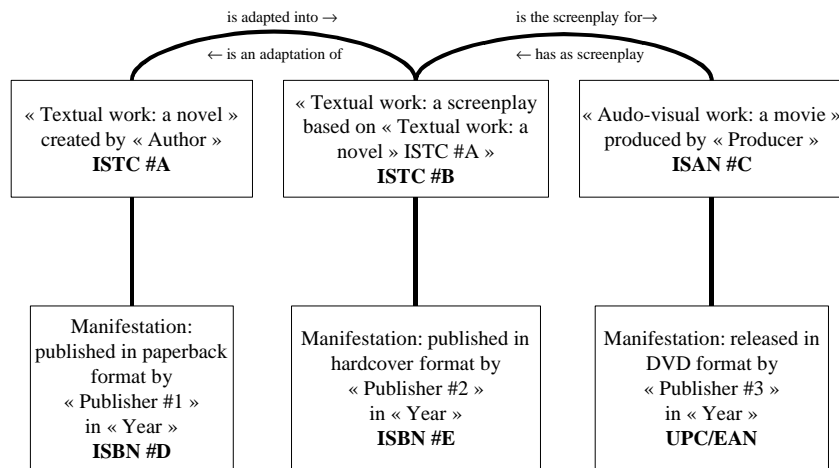 is adapted into →
← is an adaptation of
is the screenplay for→
← has as screenplay
« Textual work: a novel »
created by « Author »
ISTC #A
« Textual work: a screenplay
based on « Textual work: a
novel » ISTC #A »
ISTC #B
« Audo-visual work: a movie »
produced by « Producer »
ISAN #C
Manifestation:
published in paperback
format by
« Publisher #1 »
in « Year »
ISBN #D
Manifestation: published in
hardcover format by
« Publisher #2 »
in « Year »
ISBN #E
Manifestation: released in
DVD format by
« Publisher #3 »
in « Year »
UPC/EAN